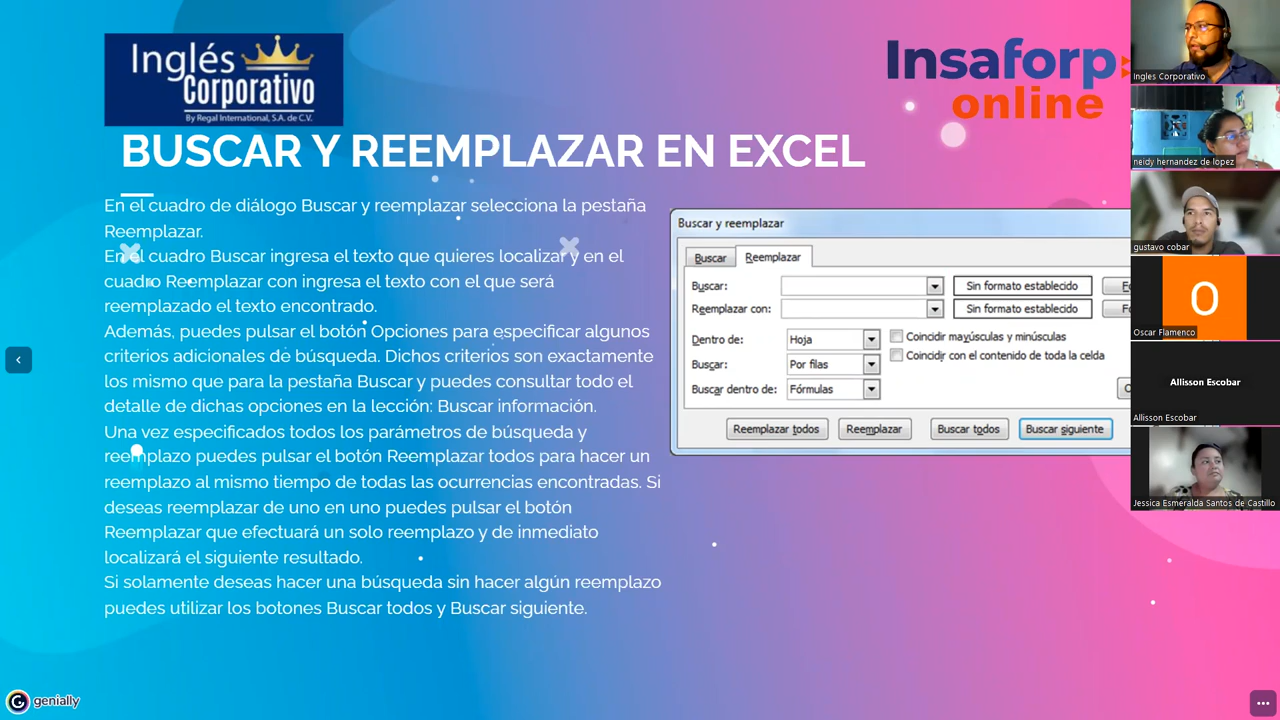 Inglés
Corporativo
By Regal International, S.A. de C.V.
Insaforp
online
BUSCAR Y REEMPLAZAR EN EXCEL
En el cuadro de diálogo Buscar y reemplazar selecciona la pestaña
Reemplazar.
En el cuadro Buscar ingresa el texto que quieres localizar y en el
cuadro Reemplazar con ingresa el texto con el que será
reemplazado el texto encontrado.
Además, puedes pulsar el botón Opciones para especificar algunos
criterios adicionales de búsqueda. Dichos criterios son exactamente
los mismo que para la pestaña Buscar y puedes consultar todo el
detalle de dichas opciones en la lección: Buscar información.
Una vez especificados todos los parámetros de búsqueda y
reemplazo puedes pulsar el botón Reemplazar todos para hacer un
reemplazo al mismo tiempo de todas las ocurrencias encontradas. Si
deseas reemplazar de uno en uno puedes pulsar el botón
Reemplazar que efectuará un solo reemplazo y de inmediato
localizará el siguiente resultado.
Si solamente deseas hacer una búsqueda sin hacer algún reemplazo
puedes utilizar los botones Buscar todos y Buscar siguiente.
Buscar y reemplazar
Buscar Reemplazar
Buscar: Sin formato establecido
Reemplazar con: Sin formato establecido
Dentro de: Hoja Coincidir mayúsculas y minúsculas
Coincidir con el contenido de toda la celda
Buscar: Por filas
Buscar dentro de: Fórmulas
Reemplazar todos Reemplazar Buscar todos Buscar siguiente
Ingles Corporativo
neidy hernandez de lopez
gustavo cobar
O
Oscar Flamenco
Allisson Escobar
Allisson Escobar
Jessica Esmeralda Santos de Castillo
genially